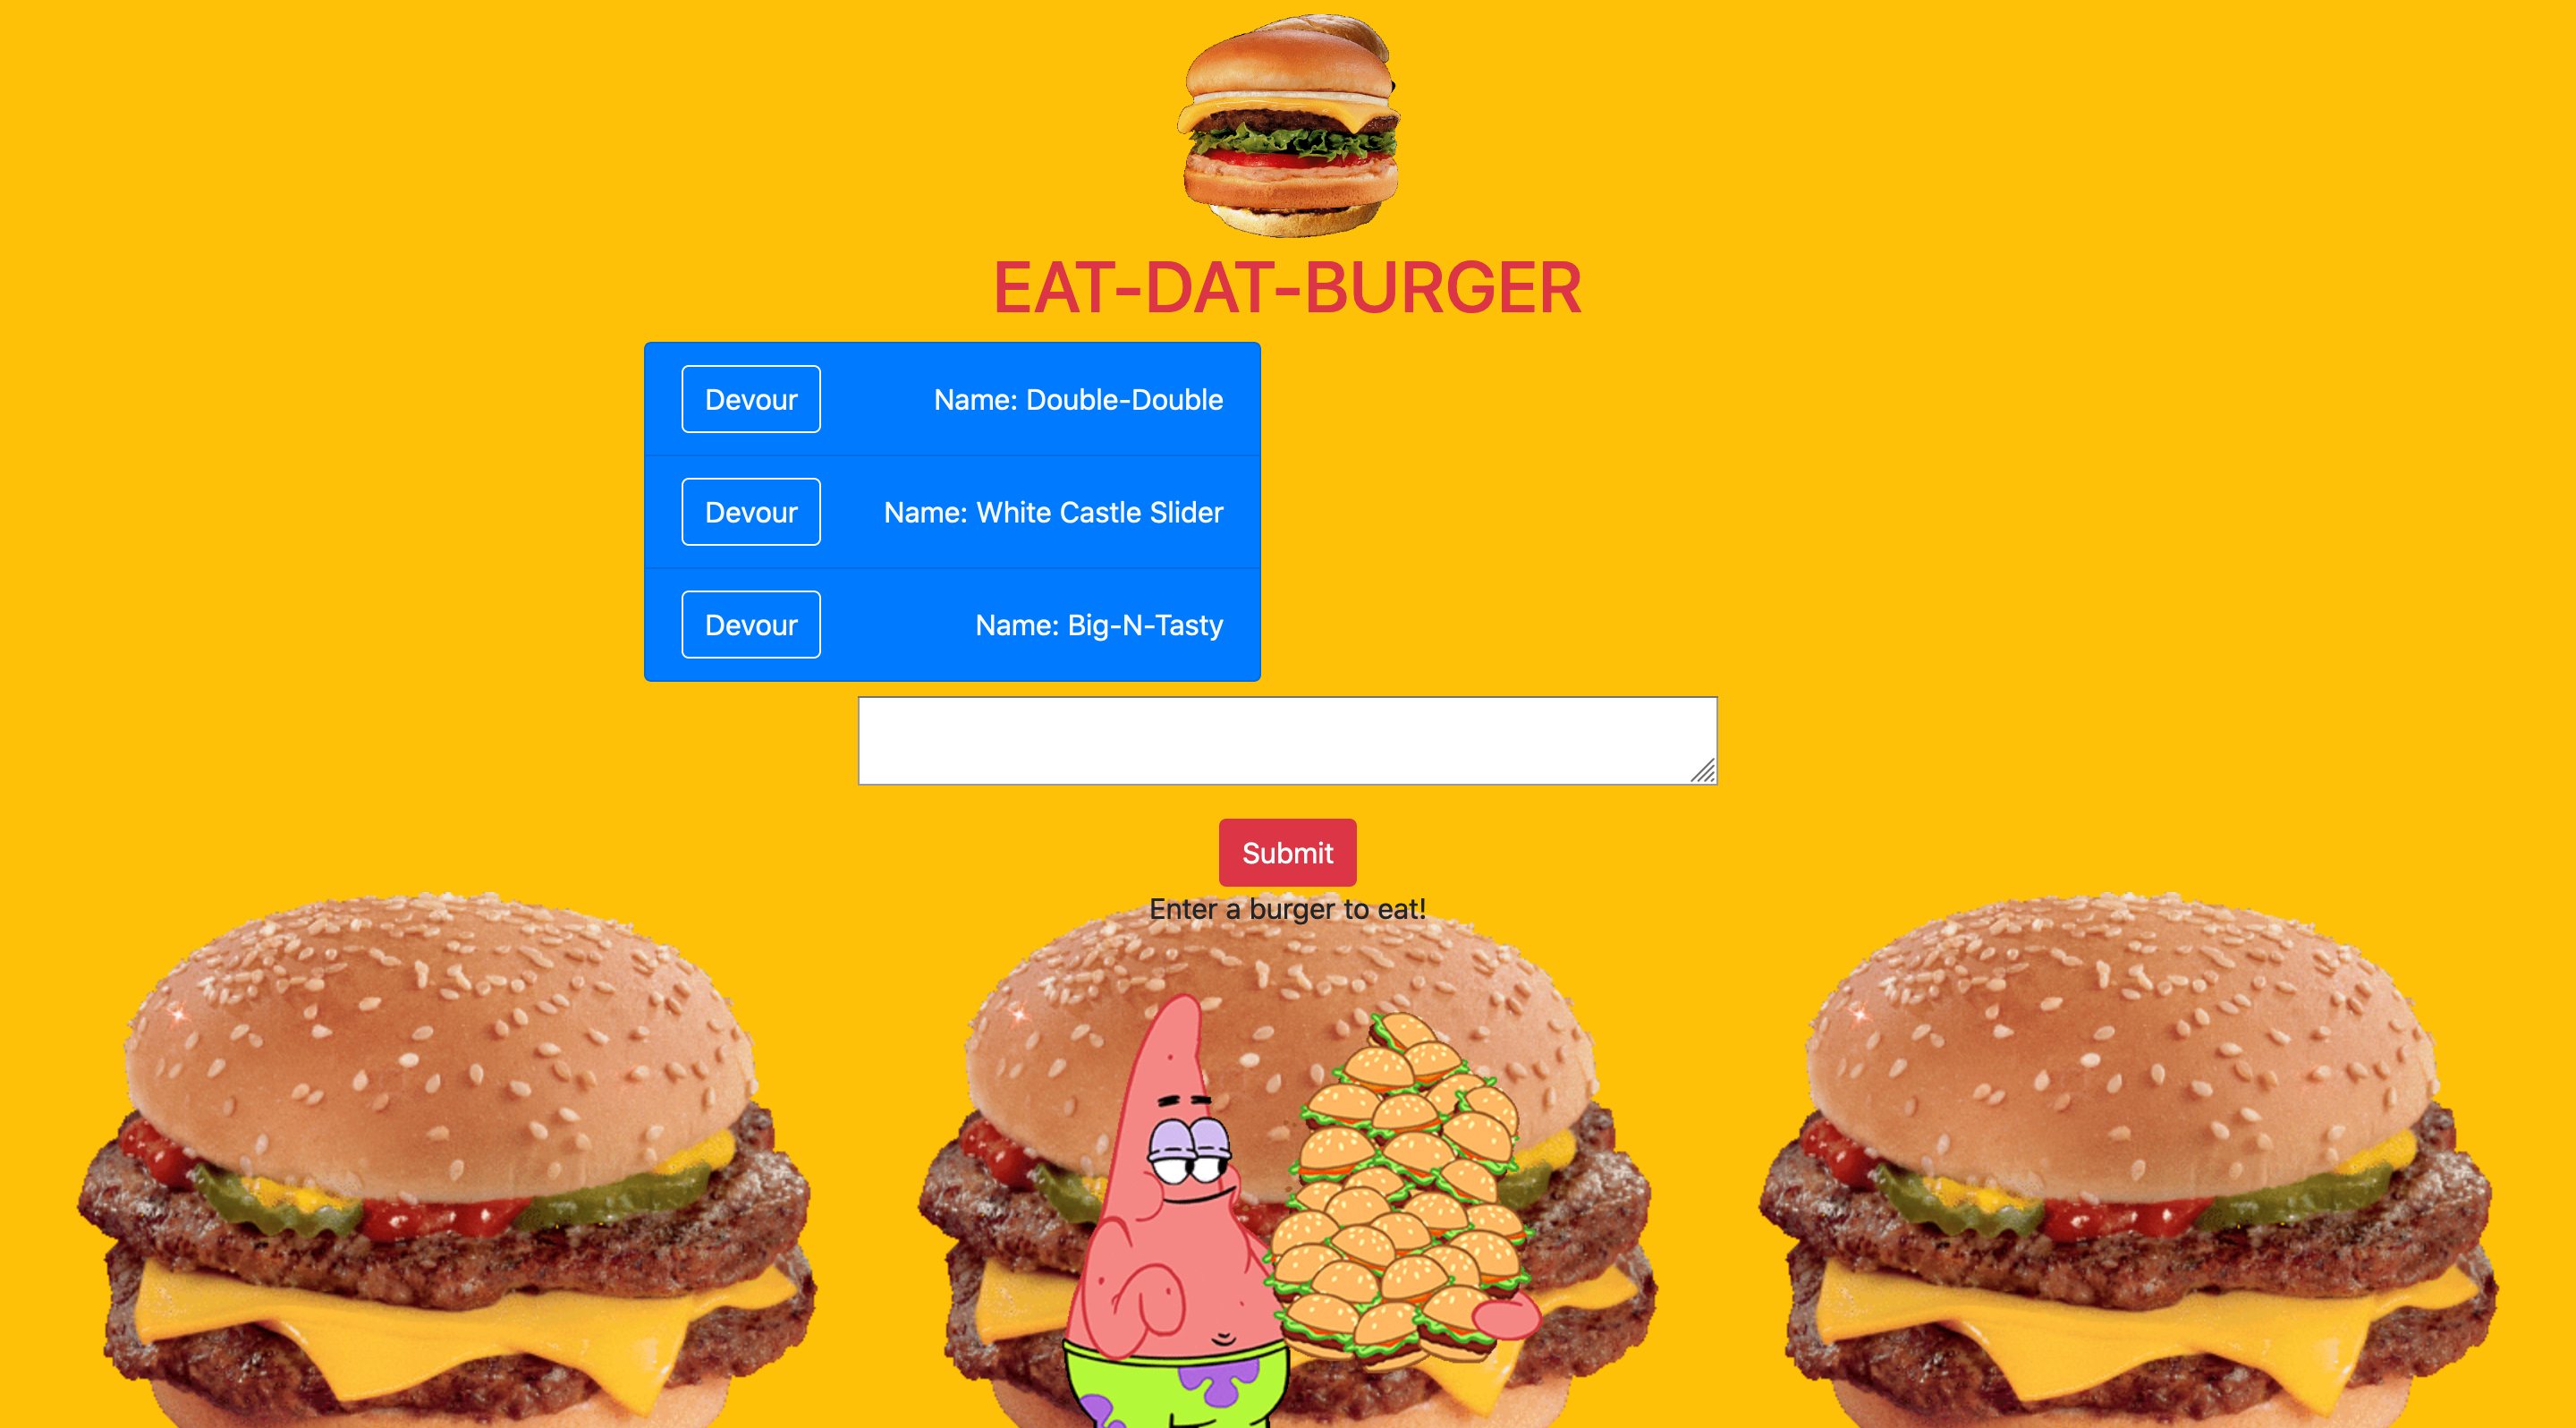 EAT-DAT-BURGER
Devour Name: Double-Double
Devour Name: White Castle Slider
Devour Name: Big-N-Tasty
Submit
Enter a burger to eat!